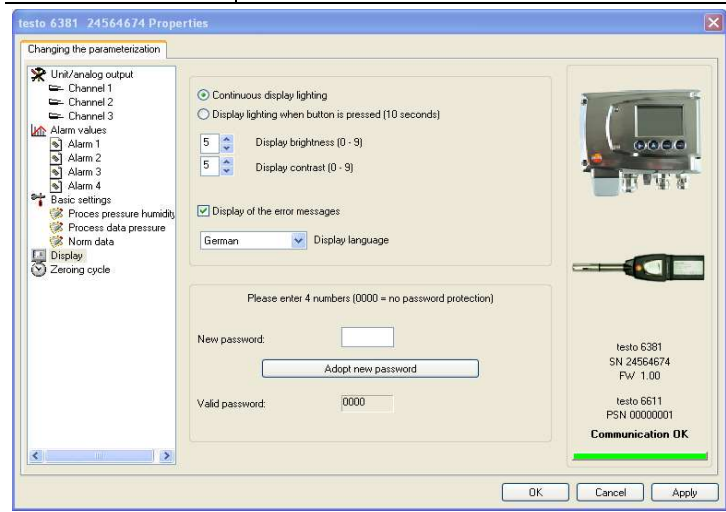 testo 6381 24564674 Properties
Changing the parameterization
Unit/analog output
Channel 1
Channel 2
Channel 3
Alarm values
Alarm 1
Alarm 2
Alarm 3
Alarm 4
Basic settings
Proces pressure humidity
Process data pressure
Norm data
Display
Zeroing cycle
Continuous display lighting
Display lighting when button is pressed (10 seconds)
5 Display brightness (0 - 9)
5 Display contrast (0 - 9)
Display of the error messages
German Display language
Please enter 4 numbers (0000 = no password protection)
New password:
Adopt new password
Valid password: 0000
testo 6381
SN 24564674
FW 1.00
testo 6611
PSN 00000001
Communication OK
OK Cancel Apply